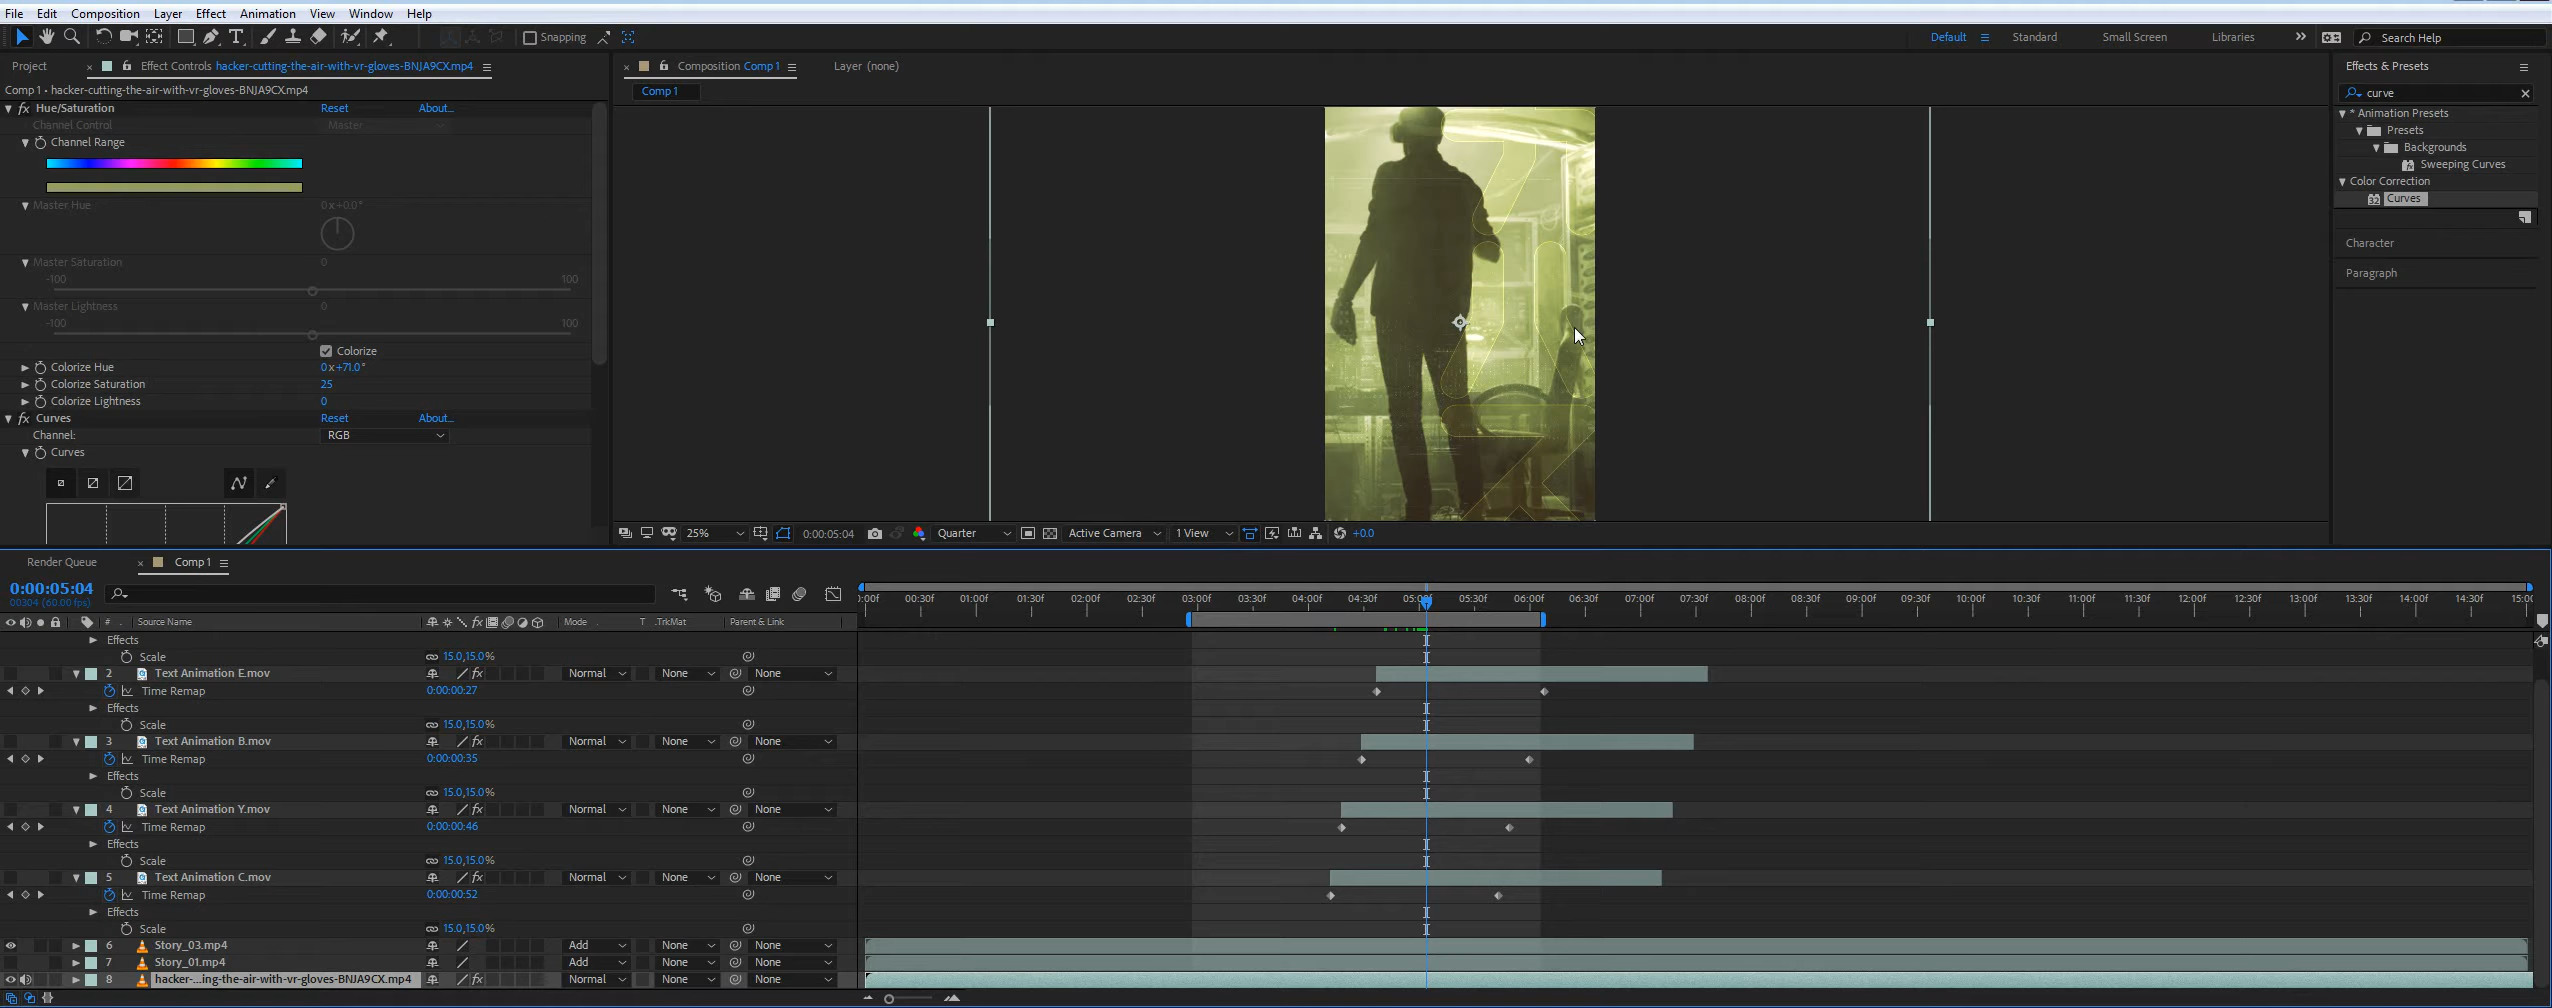 File Edit Composition Layer Effect Animation View Window Help
Snapping
Default Standard Small Screen Libraries Search Help
Project Effect Controls hacker-cutting-the-air-with-vr-gloves-BNJA9CX.mp4
Comp 1 • hacker-cutting-the-air-with-vr-gloves-BNJA9CX.mp4
fx Hue/Saturation Reset About...
Channel Control Master
Channel Range
Master Hue 0 x +0.0°
Master Saturation 0
-100 100
Master Lightness 0
-100 100
Colorize
Colorize Hue 0 x +71.0°
Colorize Saturation 25
Colorize Lightness 0
fx Curves Reset About...
Channel: RGB
Curves
Composition Comp 1 Layer (none)
Comp 1
25% 0:00:05:04 Quarter Active Camera 1 View +0.0
Effects & Presets
curve
* Animation Presets
Presets
Backgrounds
Sweeping Curves
Color Correction
32 Curves
Character
Paragraph
Render Queue Comp 1
0:00:05:04
00304 (60.00 fps)
# Source Name Mode T .TrkMat Parent & Link
):00f 00:30f 01:00f 01:30f 02:00f 02:30f 03:00f 03:30f 04:00f 04:30f 05:00f 05:30f 06:00f 06:30f 07:00f 07:30f 08:00f 08:30f 09:00f 09:30f 10:00f 10:30f 11:00f 11:30f 12:00f 12:30f 13:00f 13:30f 14:00f 14:30f 15:00
Effects
Scale 15.0,15.0%
2 Text Animation E.mov fx Normal None None
Time Remap 0:00:00:27
Effects
Scale 15.0,15.0%
3 Text Animation B.mov fx Normal None None
Time Remap 0:00:00:35
Effects
Scale 15.0,15.0%
4 Text Animation Y.mov fx Normal None None
Time Remap 0:00:00:46
Effects
Scale 15.0,15.0%
5 Text Animation C.mov fx Normal None None
Time Remap 0:00:00:52
Effects
Scale 15.0,15.0%
6 Story_03.mp4 Add None None
7 Story_01.mp4 Add None None
8 hacker-...ing-the-air-with-vr-gloves-BNJA9CX.mp4 fx Normal None None